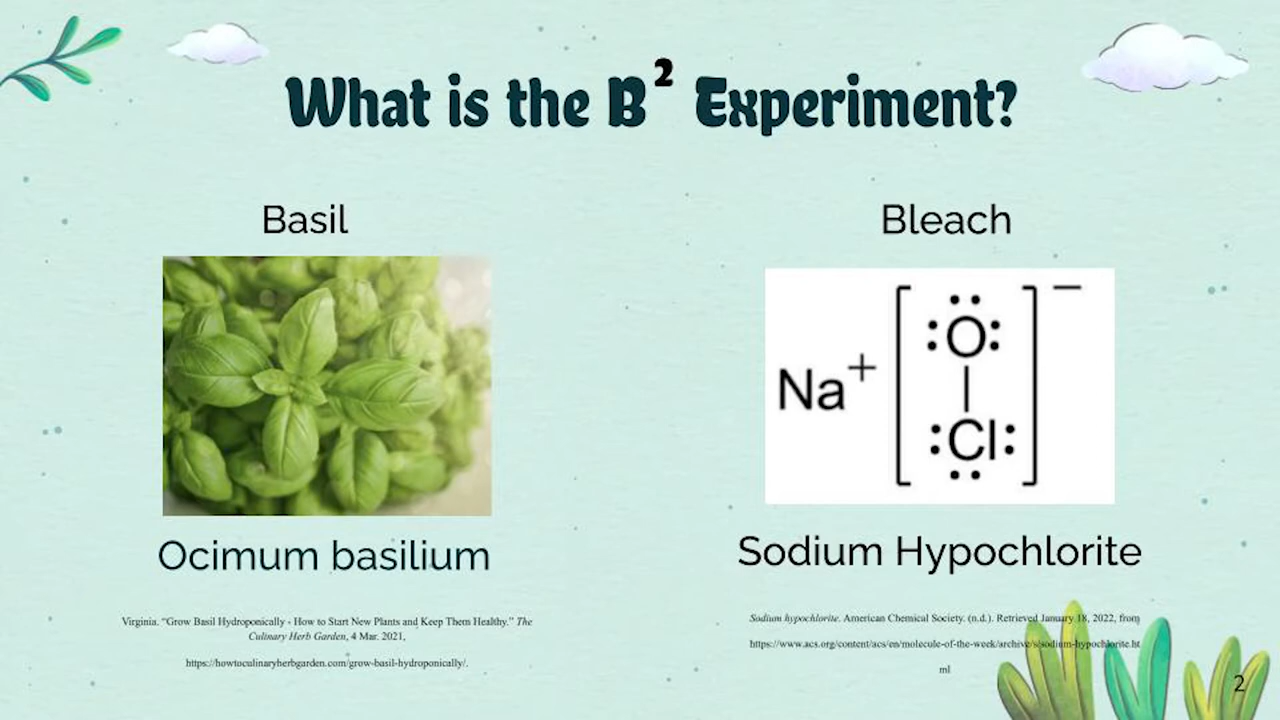 What is the B² Experiment?
Basil
Bleach
Na+ [:O: — :Cl:] −
Ocimum basilium
Sodium Hypochlorite
Virginia. “Grow Basil Hydroponically - How to Start New Plants and Keep Them Healthy.” The
Culinary Herb Garden, 4 Mar. 2021,
https://howtoculinaryherbgarden.com/grow-basil-hydroponically/.
Sodium hypochlorite. American Chemical Society. (n.d.). Retrieved January 18, 2022, from
https://www.acs.org/content/acs/en/molecule-of-the-week/archive/s/sodium-hypochlorite.ht
ml
2